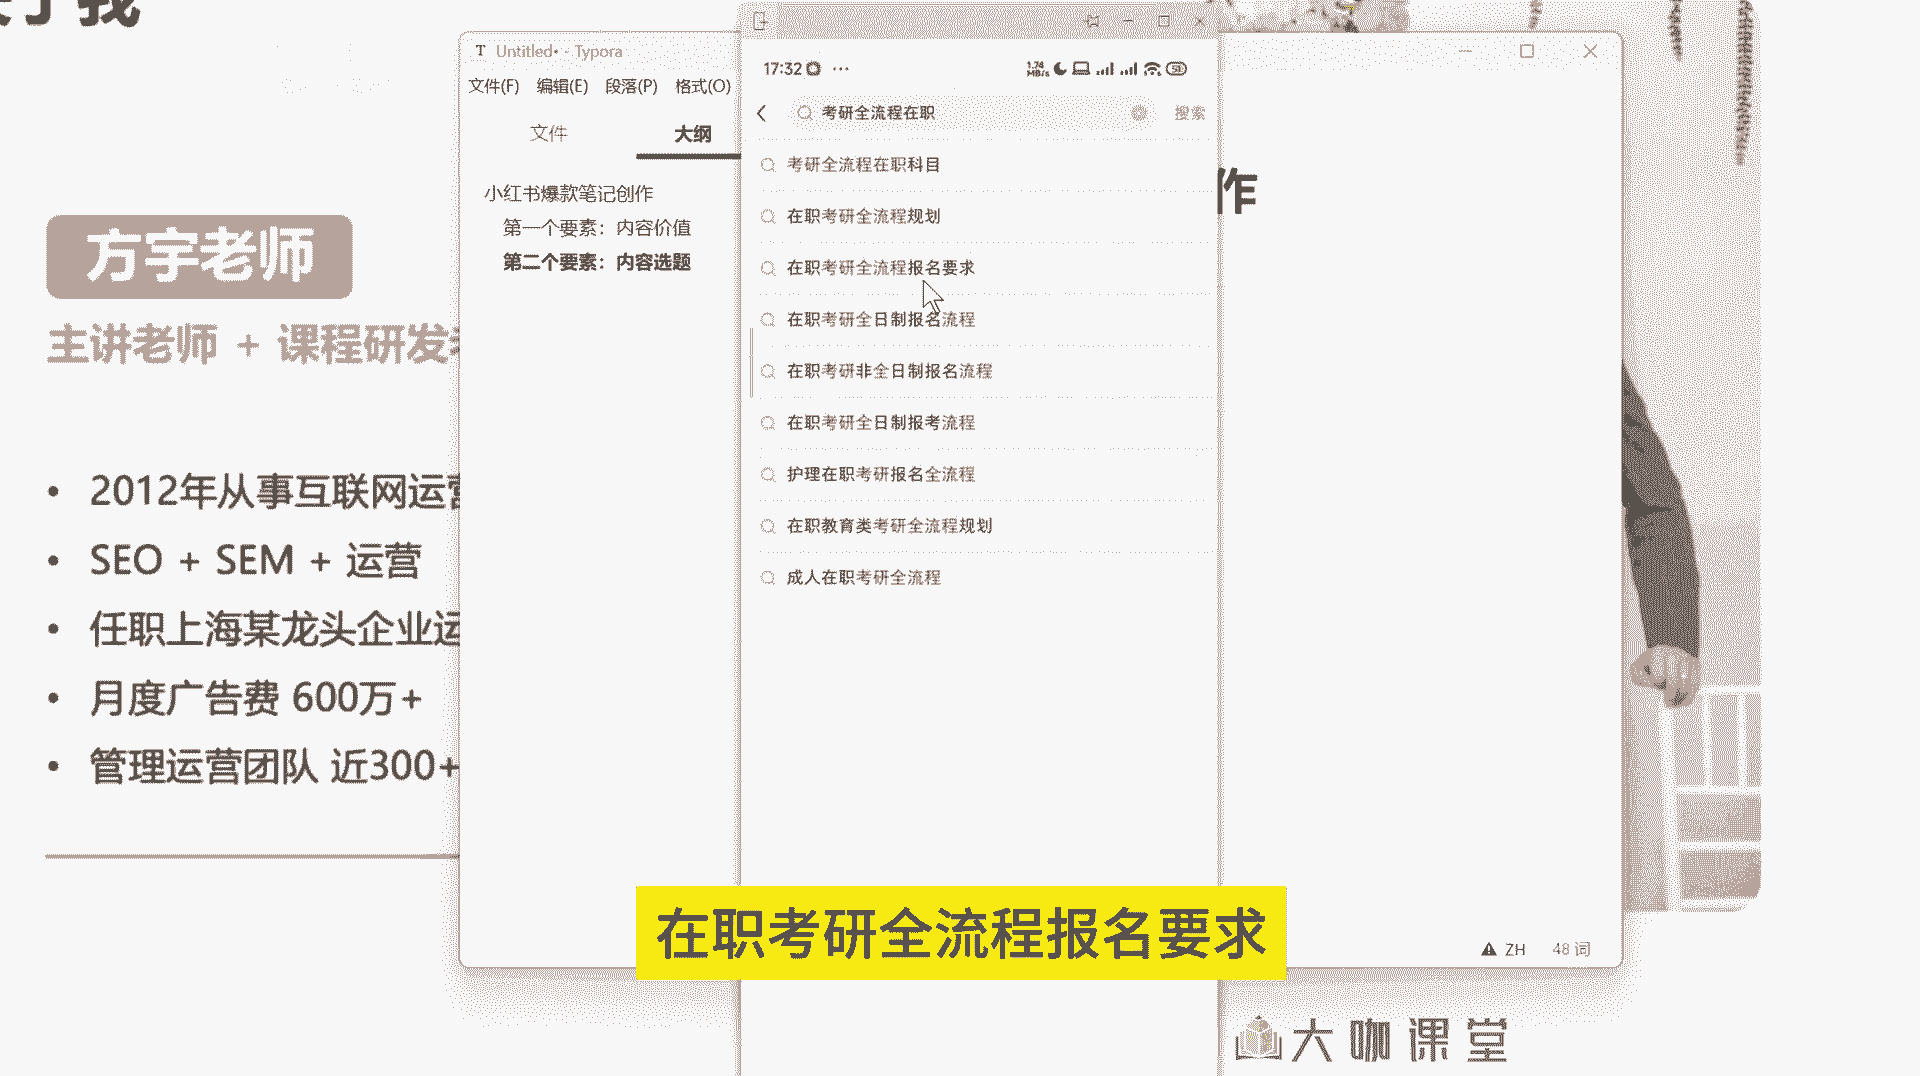 我
方宇老师
主讲老师 + 课程研发
• 2012年从事互联网运营
• SEO + SEM + 运营
• 任职上海某龙头企业运
• 月度广告费 600万+
• 管理运营团队 近300+
Untitled• - Typora
文件(F) 编辑(E) 段落(P) 格式(O)
文件 大纲
小红书爆款笔记创作
第一个要素：内容价值
第二个要素：内容选题
17:32
1.74 MB/s
51
考研全流程在职
搜索
考研全流程在职科目
在职考研全流程规划
在职考研全流程报名要求
在职考研全日制报名流程
在职考研非全日制报名流程
在职考研全日制报考流程
护理在职考研报名全流程
在职教育类考研全流程规划
成人在职考研全流程
作
ZH 48 词
在职考研全流程报名要求
大咖课堂